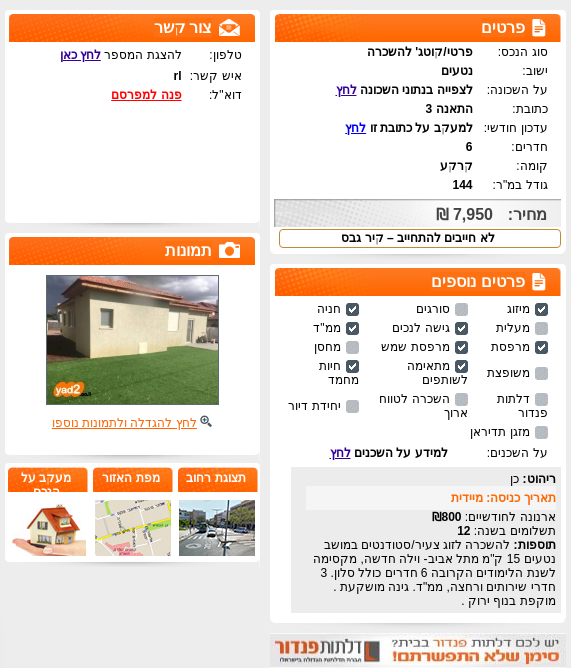 פרטים
סוג הנכס: פרטי/קוטג' להשכרה
ישוב: נטעים
על השכונה: לצפייה בנתוני השכונה לחץ
כתובת: התאנה 3
עדכון חודשי: למעקב על כתובת זו לחץ
חדרים: 6
קומה: קרקע
גודל במ"ר: 144
מחיר: 7,950 ₪
לא חייבים להתחייב – קיר גבס
פרטים נוספים
מיזוג סורגים חניה
מעלית גישה לנכים ממ"ד
מרפסת מרפסת שמש מחסן
משופצת מתאימה לשותפים חיות מחמד
דלתות פנדור השכרה לטווח ארוך יחידת דיור
מזגן תדיראן
על השכנים: למידע על השכנים לחץ
ריהוט: כן
תאריך כניסה: מיידית
ארנונה לחודשיים: 800₪
תשלומים בשנה: 12
תוספות: להשכרה לזוג צעיר/סטודנטים במושב
נטעים 15 ק"מ מתל אביב- וילה חדשה, מקסימה
לשנת הלימודים הקרובה 6 חדרים כולל סלון. 3
חדרי שירותים ורחצה, ממ"ד. גינה מושקעת .
מוקפת בנוף ירוק .
יש לכם דלתות פנדור בבית?
סימן שלא התפשרתם!
דלתות פנדור
צור קשר
טלפון: להצגת המספר לחץ כאן
איש קשר: rl
דוא"ל: פנה למפרסם
תמונות
yad2
לחץ להגדלה ולתמונות נוספו
תצוגת רחוב
מפת האזור
מעקב על